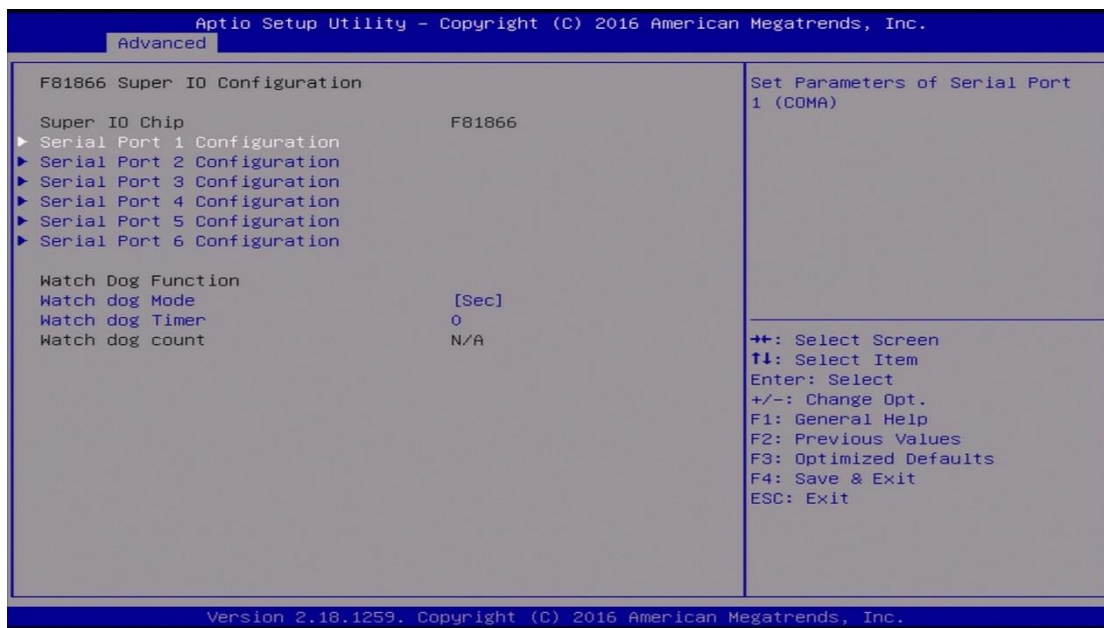 Aptio Setup Utility – Copyright (C) 2016 American Megatrends, Inc.
Advanced
F81866 Super IO Configuration
Super IO Chip F81866
▶ Serial Port 1 Configuration
▶ Serial Port 2 Configuration
▶ Serial Port 3 Configuration
▶ Serial Port 4 Configuration
▶ Serial Port 5 Configuration
▶ Serial Port 6 Configuration
Watch Dog Function
Watch dog Mode [Sec]
Watch dog Timer 0
Watch dog count N/A
Set Parameters of Serial Port
1 (COMA)
→←: Select Screen
↑↓: Select Item
Enter: Select
+/-: Change Opt.
F1: General Help
F2: Previous Values
F3: Optimized Defaults
F4: Save & Exit
ESC: Exit
Version 2.18.1259. Copyright (C) 2016 American Megatrends, Inc.